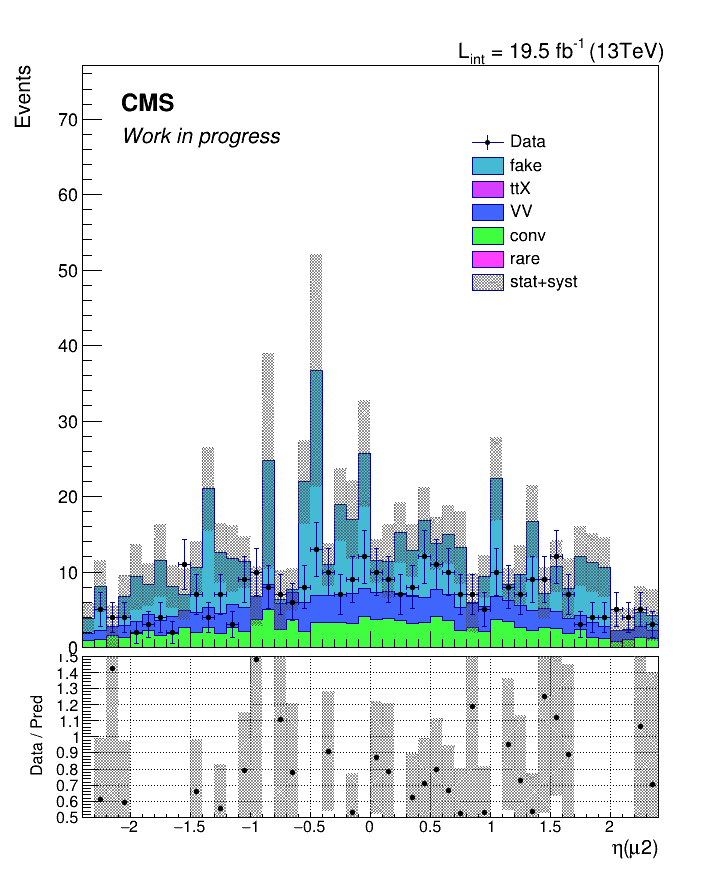 L_int = 19.5 fb^-1 (13TeV)
Events
CMS
Work in progress
Data
fake
ttX
VV
conv
rare
stat+syst
70
60
50
40
30
20
10
0
Data / Pred
1.5
1.4
1.3
1.2
1.1
1
0.9
0.8
0.7
0.6
0.5
−2 −1.5 −1 −0.5 0 0.5 1 1.5 2
η(μ2)